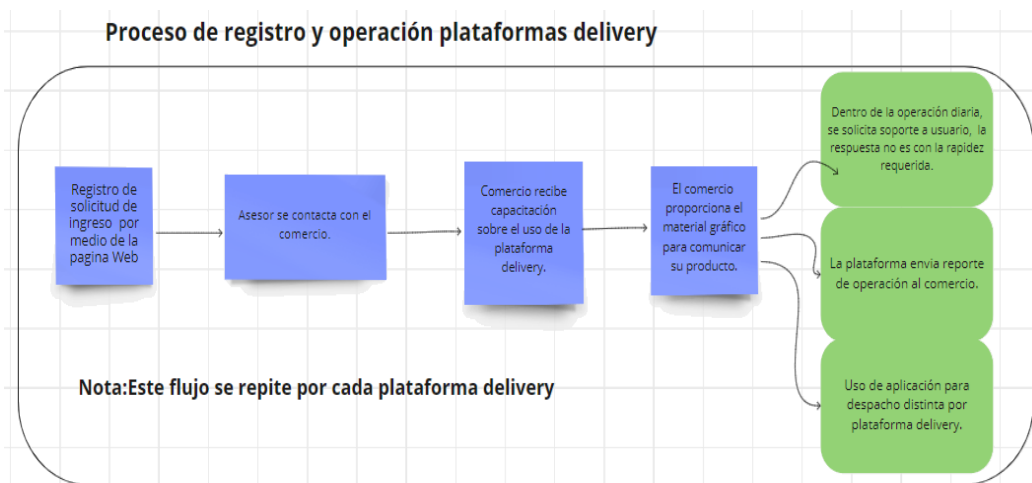 Proceso de registro y operación plataformas delivery
Registro de
solicitud de
ingreso por
medio de la
pagina Web
Asesor se contacta con el
comercio.
Comercio recibe
capacitación
sobre el uso de la
plataforma
delivery.
El comercio
proporciona el
material gráfico
para comunicar
su producto.
Dentro de la operación diaria,
se solicita soporte a usuario, la
respuesta no es con la rapidez
requerida.
La plataforma envia reporte
de operación al comercio.
Uso de aplicación para
despacho distinta por
plataforma delivery.
Nota:Este flujo se repite por cada plataforma delivery